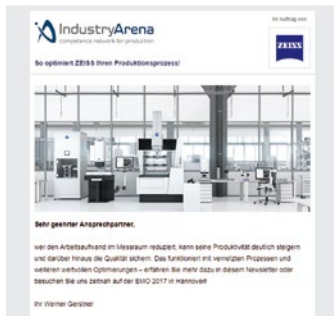 im Auftrag von
IndustryArena
competence network for production
ZEISS
So optimiert ZEISS Ihren Produktionsprozess!
Sehr geehrter Ansprechpartner,
wer den Arbeitsaufwand im Messraum reduziert, kann seine Produktivität deutlich steigern
und darüber hinaus die Qualität sichern. Das funktioniert mit vernetzten Prozessen und
weiteren wertvollen Optimierungen – erfahren Sie mehr dazu in diesem Newsletter oder
besuchen Sie uns zeitnah auf der EMO 2017 in Hannover!
Ihr Werner Gerstner